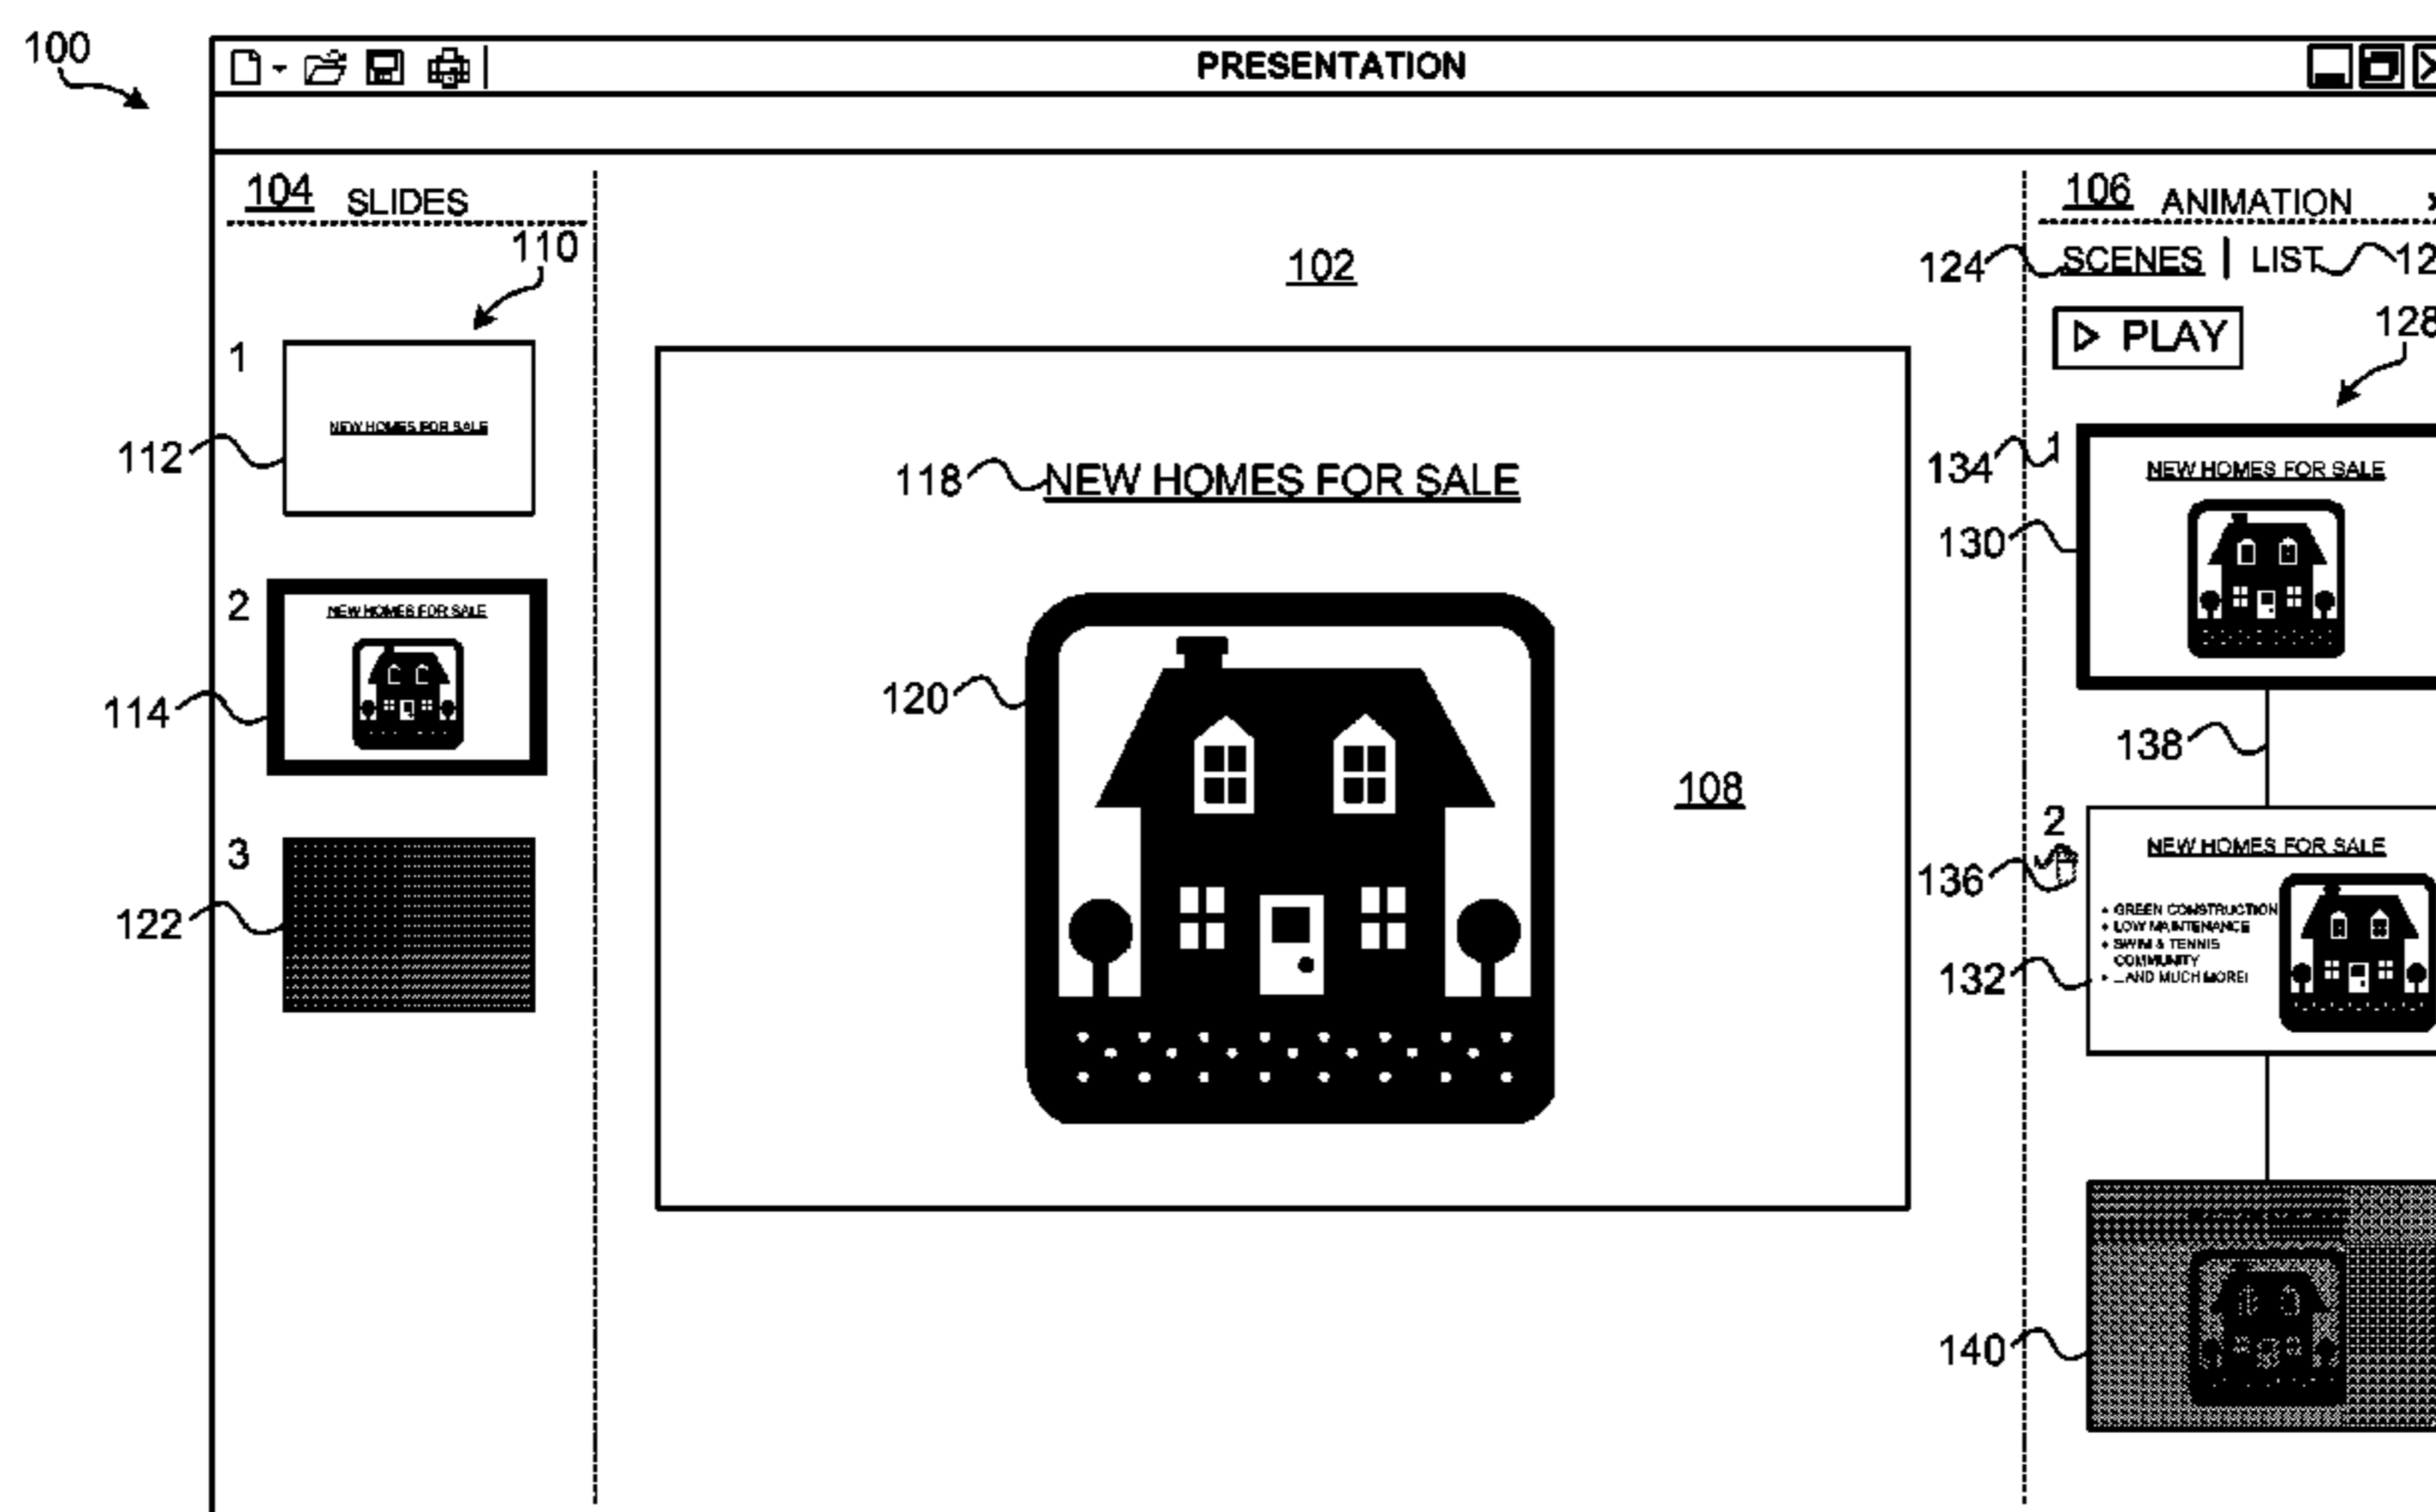 100
PRESENTATION
104 SLIDES
110
1
NEW HOMES FOR SALE
112
2
NEW HOMES FOR SALE
114
3
122
102
118 NEW HOMES FOR SALE
120
108
106 ANIMATION
124 SCENES | LIST
PLAY
128
134 1
NEW HOMES FOR SALE
130
138
2
NEW HOMES FOR SALE
136
• GREEN CONSTRUCTION
• LOW MAINTENANCE
• SWIM & TENNIS
COMMUNITY
• ...AND MUCH MORE!
132
140